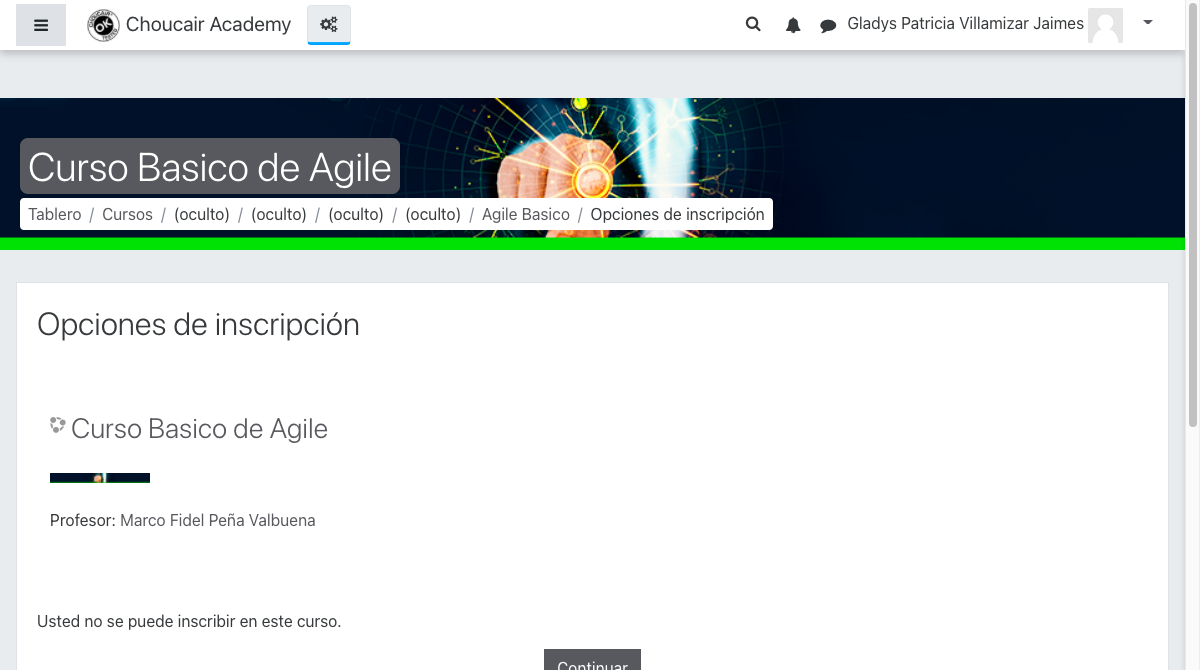 Choucair Academy
Gladys Patricia Villamizar Jaimes
Curso Basico de Agile
Tablero / Cursos / (oculto) / (oculto) / (oculto) / (oculto) / Agile Basico / Opciones de inscripción
Opciones de inscripción
Curso Basico de Agile
Profesor: Marco Fidel Peña Valbuena
Usted no se puede inscribir en este curso.
Continuar